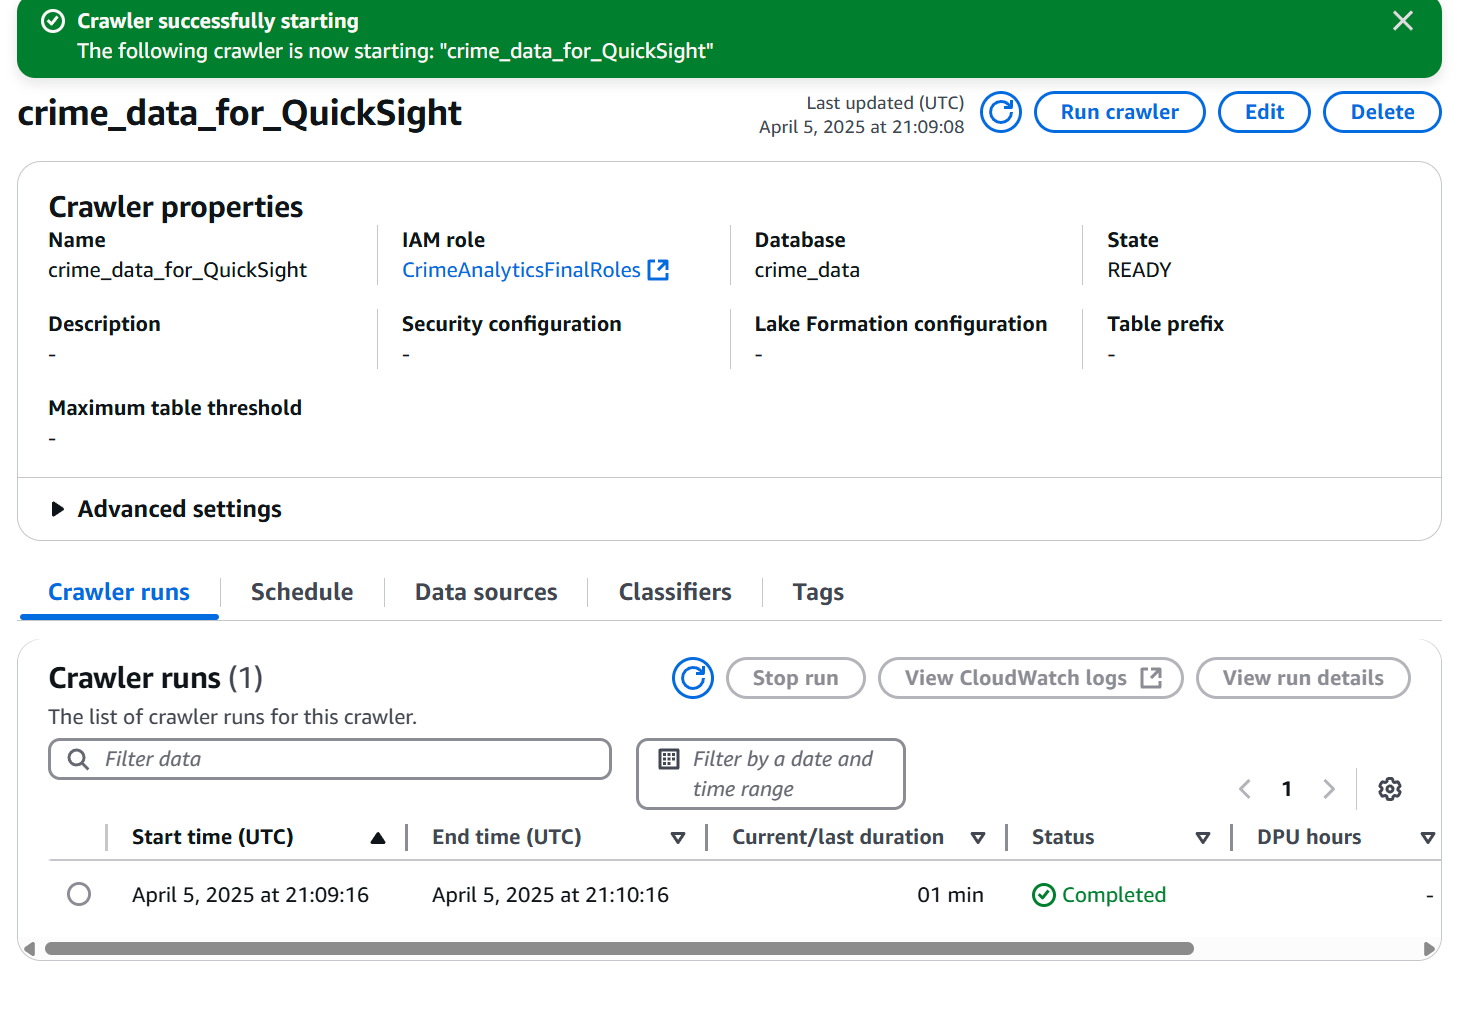 Crawler successfully starting
The following crawler is now starting: "crime_data_for_QuickSight"
crime_data_for_QuickSight
Last updated (UTC)
April 5, 2025 at 21:09:08
Run crawler
Edit
Delete
Crawler properties
Name
crime_data_for_QuickSight
IAM role
CrimeAnalyticsFinalRoles
Database
crime_data
State
READY
Description
-
Security configuration
-
Lake Formation configuration
-
Table prefix
-
Maximum table threshold
-
Advanced settings
Crawler runs
Schedule
Data sources
Classifiers
Tags
Crawler runs (1)
The list of crawler runs for this crawler.
Stop run
View CloudWatch logs
View run details
Filter data
Filter by a date and
time range
1
Start time (UTC)
End time (UTC)
Current/last duration
Status
DPU hours
April 5, 2025 at 21:09:16
April 5, 2025 at 21:10:16
01 min
Completed
-